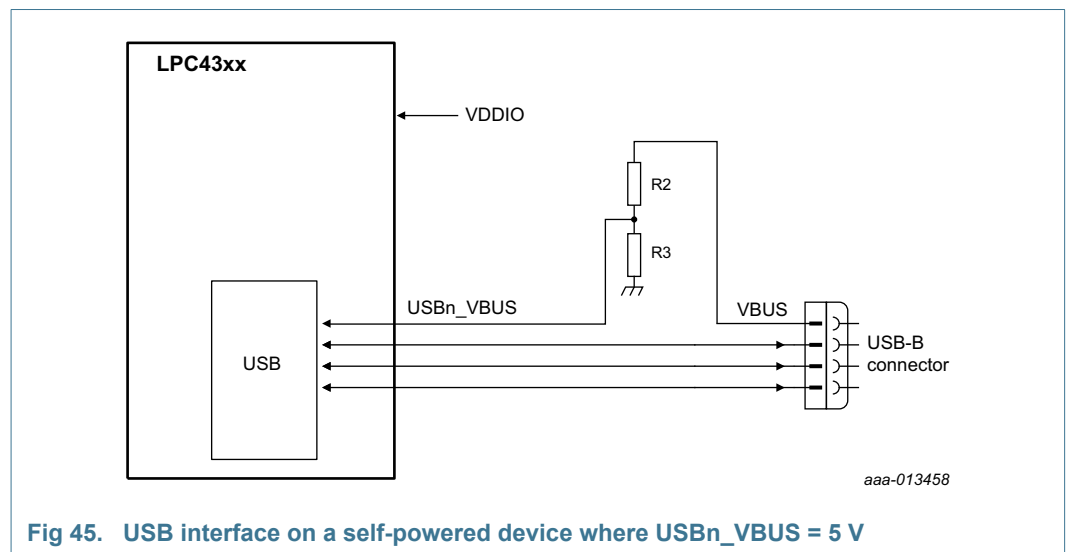 LPC43xx
VDDIO
R2
R3
USBn_VBUS
VBUS
USB
USB-B
connector
aaa-013458
Fig 45. USB interface on a self-powered device where USBn_VBUS = 5 V